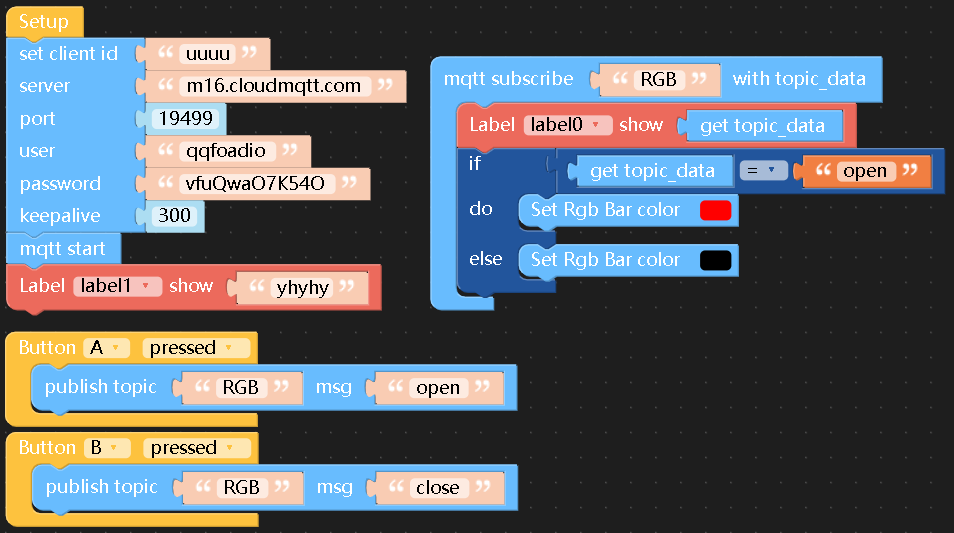 Setup
set client id “ uuuu ”
server “ m16.cloudmqtt.com ”
port 19499
user “ qqfoadio ”
password “ vfuQwaO7K54O ”
keepalive 300
mqtt start
Label label1 show “ yhyhy ”
mqtt subscribe “ RGB ” with topic_data
Label label0 show get topic_data
if get topic_data = “ open ”
do Set Rgb Bar color
else Set Rgb Bar color
Button A pressed
publish topic “ RGB ” msg “ open ”
Button B pressed
publish topic “ RGB ” msg “ close ”